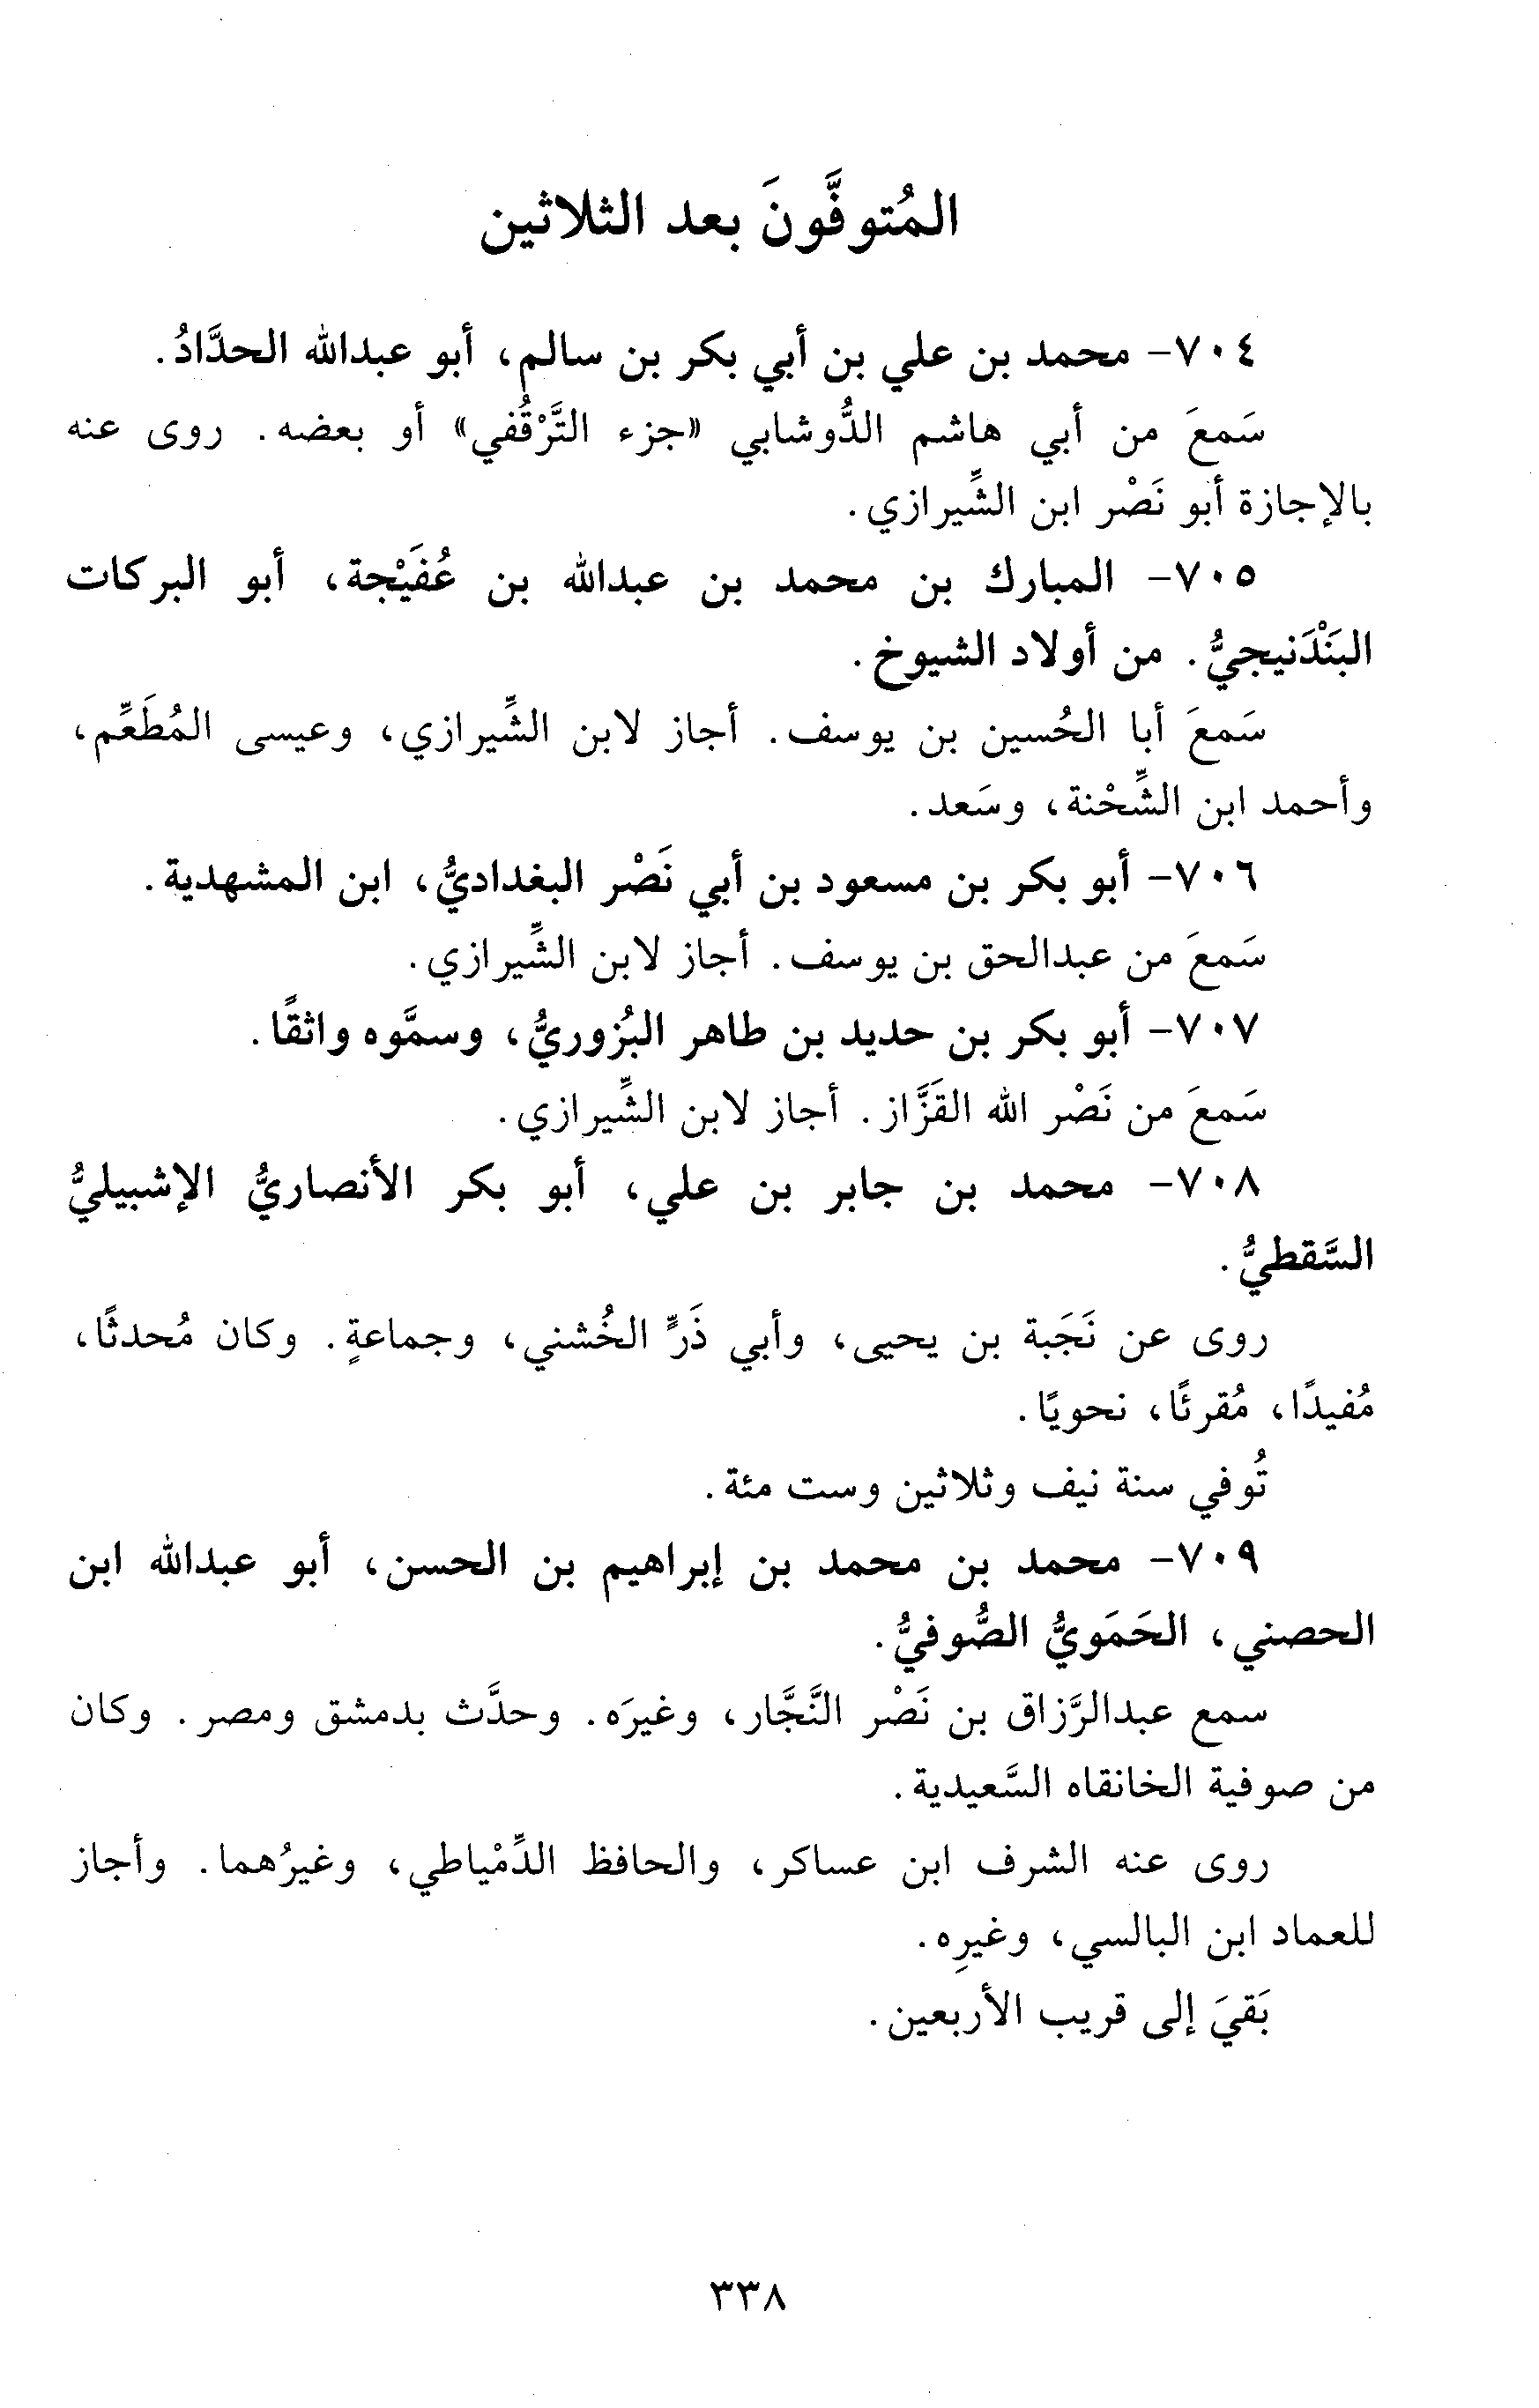 المُتوفَّونَ بعد الثلاثين
٧٠٤- محمد بن علي بن أبي بكر بن سالم، أبو عبدالله الحدَّادُ.
سَمعَ من أبي هاشم الدُّوشابي «جزء التَّرْقُفي» أو بعضه. روى عنه
بالإجازة أبو نَصْر ابن الشِّيرازي.
٧٠٥- المبارك بن محمد بن عبدالله بن عُفَيْجة، أبو البركات
البَنْدَنيجيُّ. من أولاد الشيوخ.
سَمعَ أبا الحُسين بن يوسف. أجاز لابن الشِّيرازي، وعيسى المُطَعِّم،
وأحمد ابن الشِّحْنة، وسَعد.
٧٠٦- أبو بكر بن مسعود بن أبي نَصْر البغداديُّ، ابن المشهدية.
سَمعَ من عبدالحق بن يوسف. أجاز لابن الشِّيرازي.
٧٠٧- أبو بكر بن حديد بن طاهر البُزوريُّ، وسمَّوه واثقًا.
سَمعَ من نَصْر الله القَزَّاز. أجاز لابن الشِّيرازي.
٧٠٨- محمد بن جابر بن علي، أبو بكر الأنصاريُّ الإشبيليُّ
السَّقطيُّ.
روى عن نَجَبة بن يحيى، وأبي ذَرٍّ الخُشني، وجماعةٍ. وكان مُحدثًا،
مُفيدًا، مُقرئًا، نحويًا.
تُوفي سنة نيف وثلاثين وست مئة.
٧٠٩- محمد بن محمد بن إبراهيم بن الحسن، أبو عبدالله ابن
الحصني، الحَمَويُّ الصُّوفيُّ.
سمع عبدالرَّزاق بن نَصْر النَّجَّار، وغيرَه. وحدَّث بدمشق ومصر. وكان
من صوفية الخانقاه السَّعيدية.
روى عنه الشرف ابن عساكر، والحافظ الدِّمْياطي، وغيرُهما. وأجاز
للعماد ابن البالسي، وغيرِه.
بَقيَ إلى قريب الأربعين.
٣٣٨